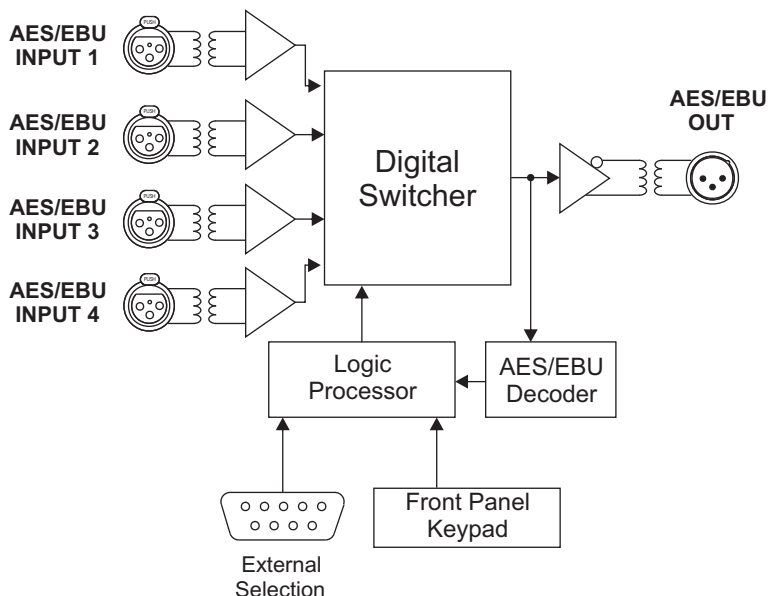 AES/EBU
INPUT 1
PUSH
AES/EBU
INPUT 2
PUSH
AES/EBU
INPUT 3
PUSH
AES/EBU
INPUT 4
PUSH
Digital
Switcher
AES/EBU
OUT
Logic
Processor
AES/EBU
Decoder
Front Panel
Keypad
External
Selection